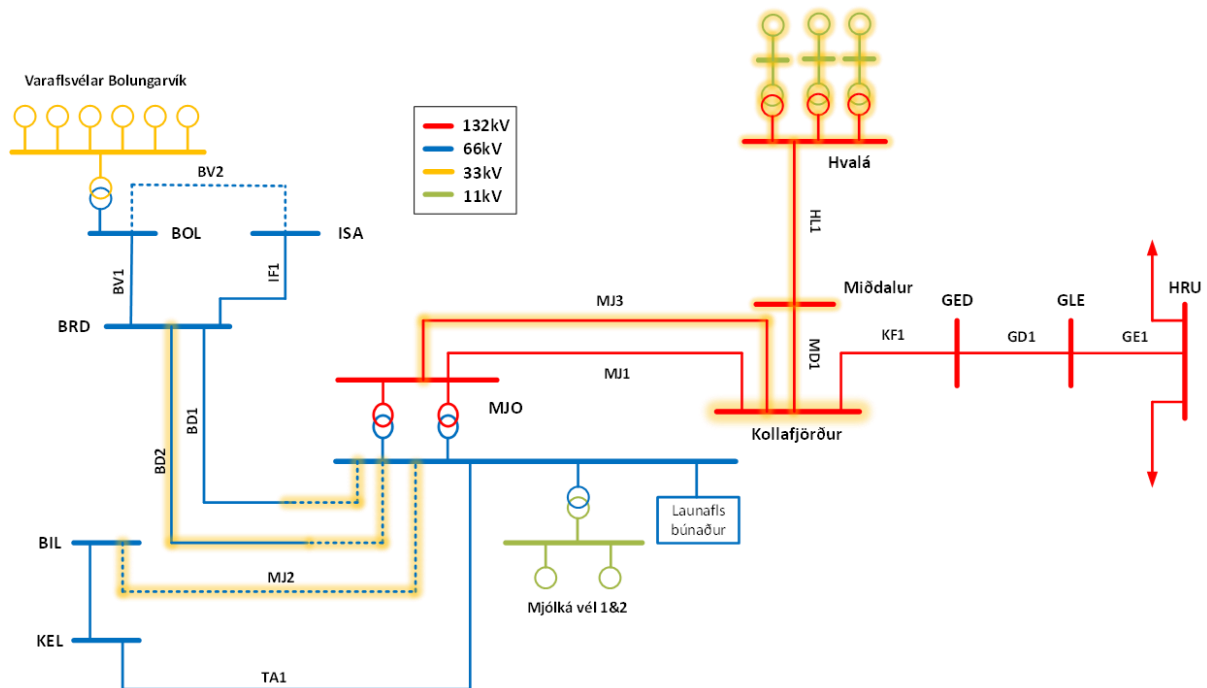 Varaflsvélar Bolungarvík
132kV
66kV
33kV
11kV
Hvalá
BV2
BOL
ISA
BV1
IF1
HL1
BRD
Miðdalur
GED
GLE
HRU
MJ3
MD1
KF1
GD1
GE1
MJ1
MJO
Kollafjörður
BD1
BD2
Launafls
búnaður
BIL
MJ2
Mjólká vél 1&2
KEL
TA1